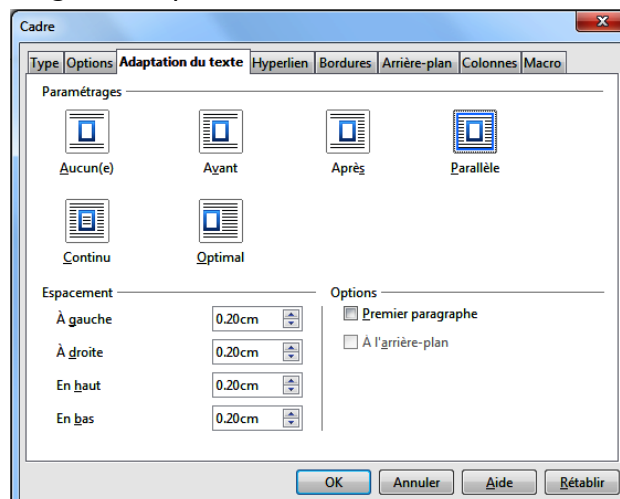 Cadre
Type Options Adaptation du texte Hyperlien Bordures Arrière-plan Colonnes Macro
Paramétrages
Aucun(e) Avant Après Parallèle
Continu Optimal
Espacement Options
À gauche 0.20cm Premier paragraphe
À droite 0.20cm À l'arrière-plan
En haut 0.20cm
En bas 0.20cm
OK Annuler Aide Rétablir